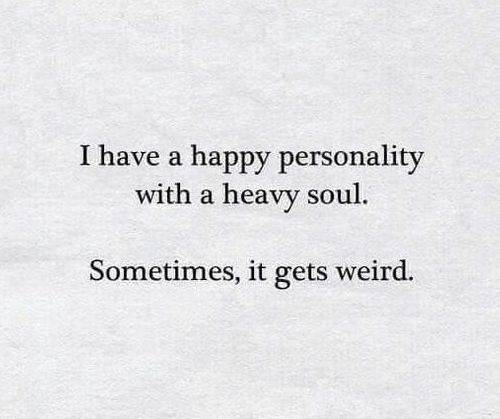 I have a happy personality
with a heavy soul.
Sometimes, it gets weird.